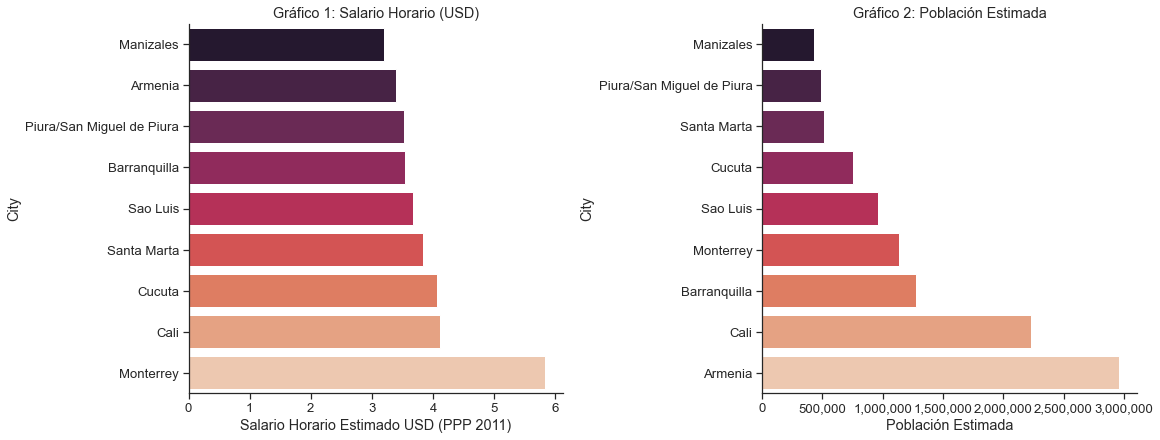 Gráfico 1: Salario Horario (USD)
City
Manizales
Armenia
Piura/San Miguel de Piura
Barranquilla
Sao Luis
Santa Marta
Cucuta
Cali
Monterrey
0 1 2 3 4 5 6
Salario Horario Estimado USD (PPP 2011)
Gráfico 2: Población Estimada
City
Manizales
Piura/San Miguel de Piura
Santa Marta
Cucuta
Sao Luis
Monterrey
Barranquilla
Cali
Armenia
0 500,000 1,000,000 1,500,000 2,000,000 2,500,000 3,000,000
Población Estimada